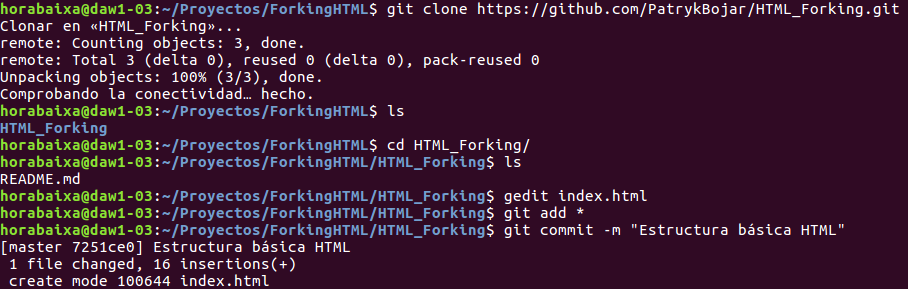 horabaixa@daw1-03:~/Proyectos/ForkingHTML$ git clone https://github.com/PatrykBojar/HTML_Forking.git
Clonar en «HTML_Forking»...
remote: Counting objects: 3, done.
remote: Total 3 (delta 0), reused 0 (delta 0), pack-reused 0
Unpacking objects: 100% (3/3), done.
Comprobando la conectividad… hecho.
horabaixa@daw1-03:~/Proyectos/ForkingHTML$ ls
HTML_Forking
horabaixa@daw1-03:~/Proyectos/ForkingHTML$ cd HTML_Forking/
horabaixa@daw1-03:~/Proyectos/ForkingHTML/HTML_Forking$ ls
README.md
horabaixa@daw1-03:~/Proyectos/ForkingHTML/HTML_Forking$ gedit index.html
horabaixa@daw1-03:~/Proyectos/ForkingHTML/HTML_Forking$ git add *
horabaixa@daw1-03:~/Proyectos/ForkingHTML/HTML_Forking$ git commit -m "Estructura básica HTML"
[master 7251ce0] Estructura básica HTML
 1 file changed, 16 insertions(+)
 create mode 100644 index.html